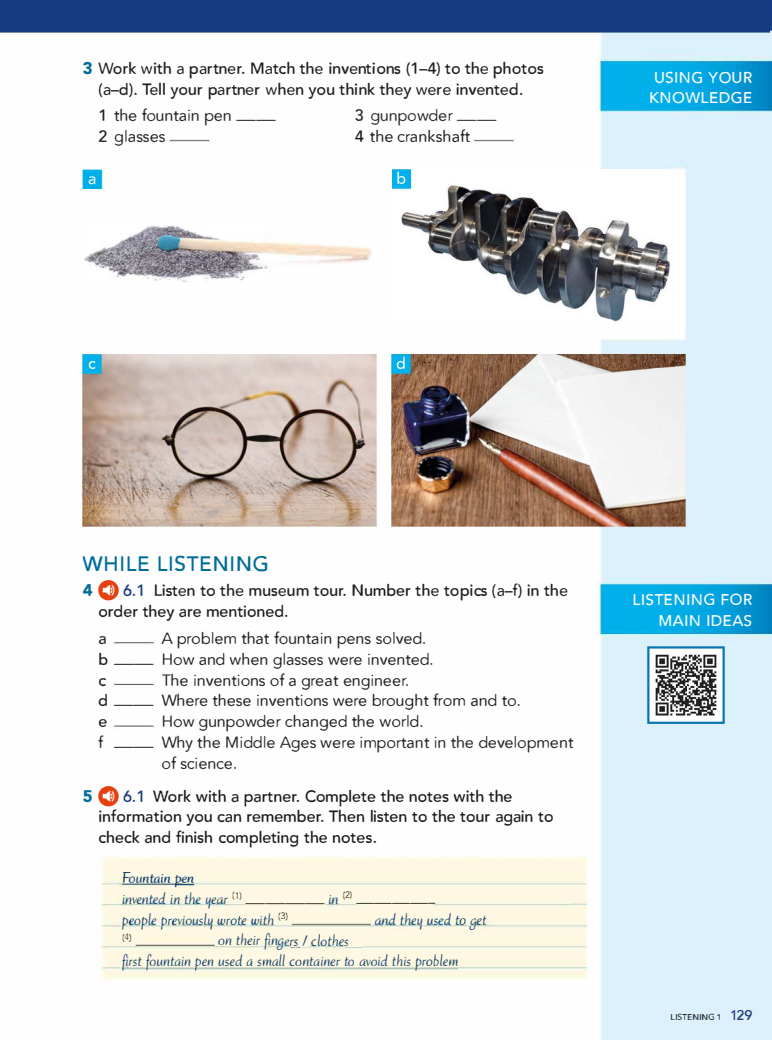 3 Work with a partner. Match the inventions (1–4) to the photos
(a–d). Tell your partner when you think they were invented.
1 the fountain pen _____
2 glasses _____
3 gunpowder _____
4 the crankshaft _____
USING YOUR
KNOWLEDGE
a
b
c
d
WHILE LISTENING
4 6.1 Listen to the museum tour. Number the topics (a–f) in the
order they are mentioned.
a _____ A problem that fountain pens solved.
b _____ How and when glasses were invented.
c _____ The inventions of a great engineer.
d _____ Where these inventions were brought from and to.
e _____ How gunpowder changed the world.
f _____ Why the Middle Ages were important in the development
of science.
LISTENING FOR
MAIN IDEAS
5 6.1 Work with a partner. Complete the notes with the
information you can remember. Then listen to the tour again to
check and finish completing the notes.
Fountain pen
invented in the year (1) __________ in (2) __________
people previously wrote with (3) __________ and they used to get
(4) __________ on their fingers / clothes
first fountain pen used a small container to avoid this problem
LISTENING 1 129